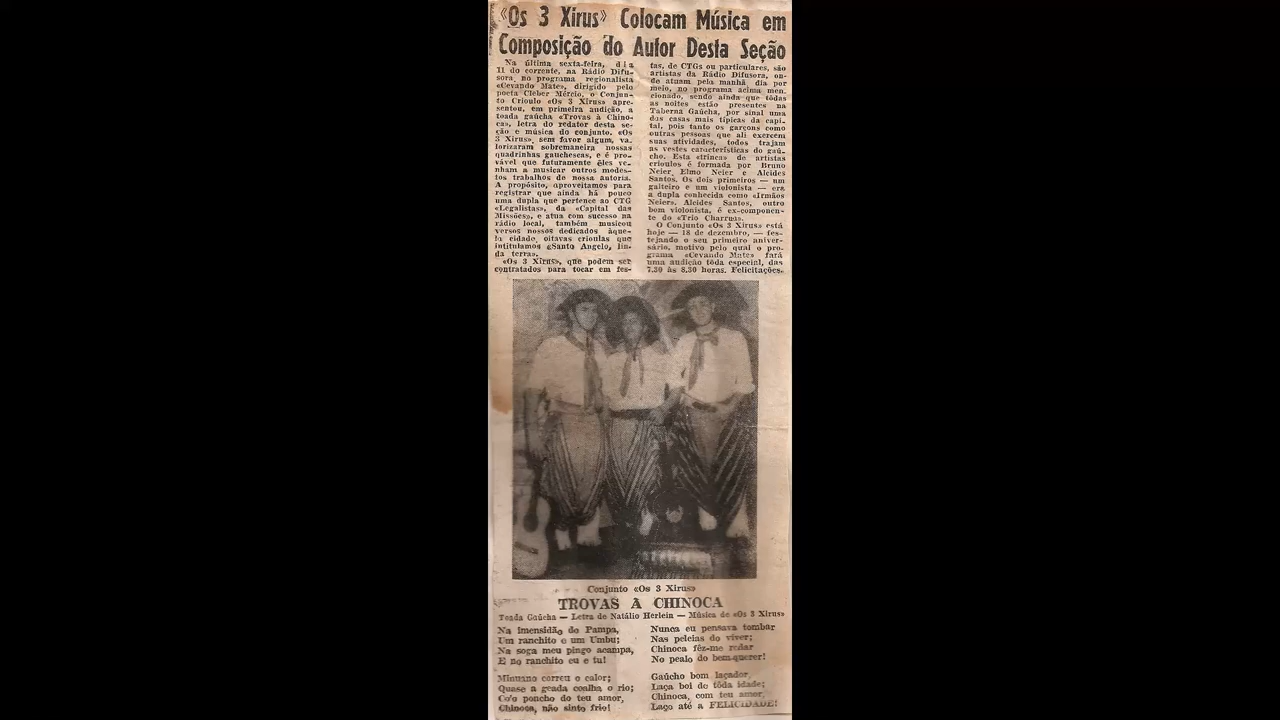 «Os 3 Xirus» Colocam Música em
Composição do Autor Desta Seção
Na última sexta-feira, dia
11 do corrente, na Rádio Difu-
sora, no programa regionalista
«Cevando Mate», dirigido pelo
poeta Cleber Mércio, o Conjun-
to Crioulo «Os 3 Xirus» apre-
sentou, em primeira audição, a
toada gaúcha «Trovas à Chino-
ca», letra do redator desta se-
ção e música do conjunto. «Os
3 Xirus», sem favor algum, va-
lorizaram sobremaneira nossas
quadrinhas gauchescas, e é pro-
vável que futuramente êles ve-
nham a musicar outros modes-
tos trabalhos de nossa autoria.
A propósito, aproveitamos para
registrar que ainda há pouco
uma dupla que pertence ao CTG
«Legalistas», da «Capital das
Missões», e atua com sucesso na
rádio local, também musicou
versos nossos dedicados àque-
la cidade, oitavas crioulas que
intitulamos «Santo Angelo, lin-
da terra».
«Os 3 Xirus», que podem ser
contratados para tocar em fes-
tas, de CTGs ou particulares, são
artistas da Rádio Difusora, on-
de atuam pela manhã, dia por
meio, no programa acima men-
cionado, sendo ainda que tôdas
as noites estão presentes na
Taberna Gaúcha, por sinal uma
das casas mais típicas da capi-
tal, pois tanto os garçons como
outras pessoas que ali exercem
suas atividades, todos trajam
as vestes características do gaú-
cho. Esta «trinca» de artistas
crioulos é formada por Bruno
Neier, Elmo Neier e Alcides
Santos. Os dois primeiros — um
gaiteiro e um violonista — era
a dupla conhecida como «Irmãos
Neier». Alcides Santos, outro
bom violonista, é ex-componen-
te do «Trio Charrua».
O Conjunto «Os 3 Xirus» está
hoje — 18 de dezembro, — fes-
tejando o seu primeiro aniver-
sário, motivo pelo qual o pro-
grama «Cevando Mate» fará
uma audição tôda especial, das
7.30 às 8.30 horas. Felicitações.
Conjunto «Os 3 Xirus»
TROVAS À CHINOCA
Toada Gaúcha — Letra de Natálio Herlein — Música de «Os 3 Xirus»
Na imensidão do Pampa,
Um ranchito e um Umbu;
Na soga meu pingo acampa,
E no ranchito eu e tu!
Minuano correu o calor;
Quase a geada coalha o rio;
Co'o poncho do teu amor,
Chinoca, não sinto frio!
Nunca eu pensava tombar
Nas peleias do viver;
Chinoca fêz-me rodar
No pealo do bem-querer!
Gaúcho bom laçador,
Laça boi de tôda idade;
Chinoca, com teu amor,
Laço até a FELICIDADE!